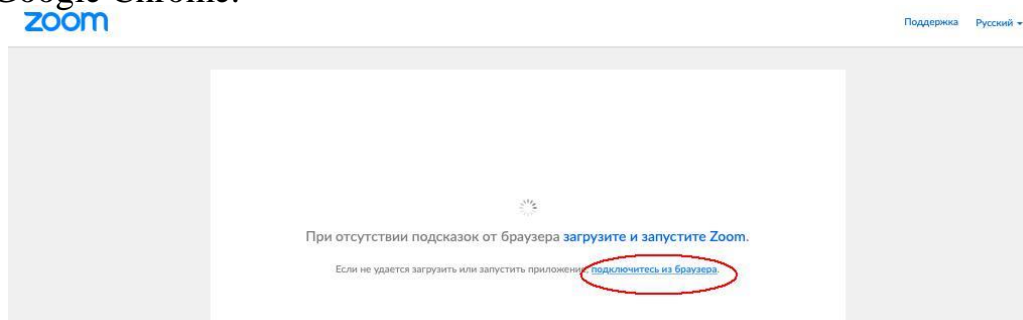 Google Chrome.
zoom
Поддержка Русский
При отсутствии подсказок от браузера загрузите и запустите Zoom.
Если не удается загрузить или запустить приложение, подключитесь из браузера.